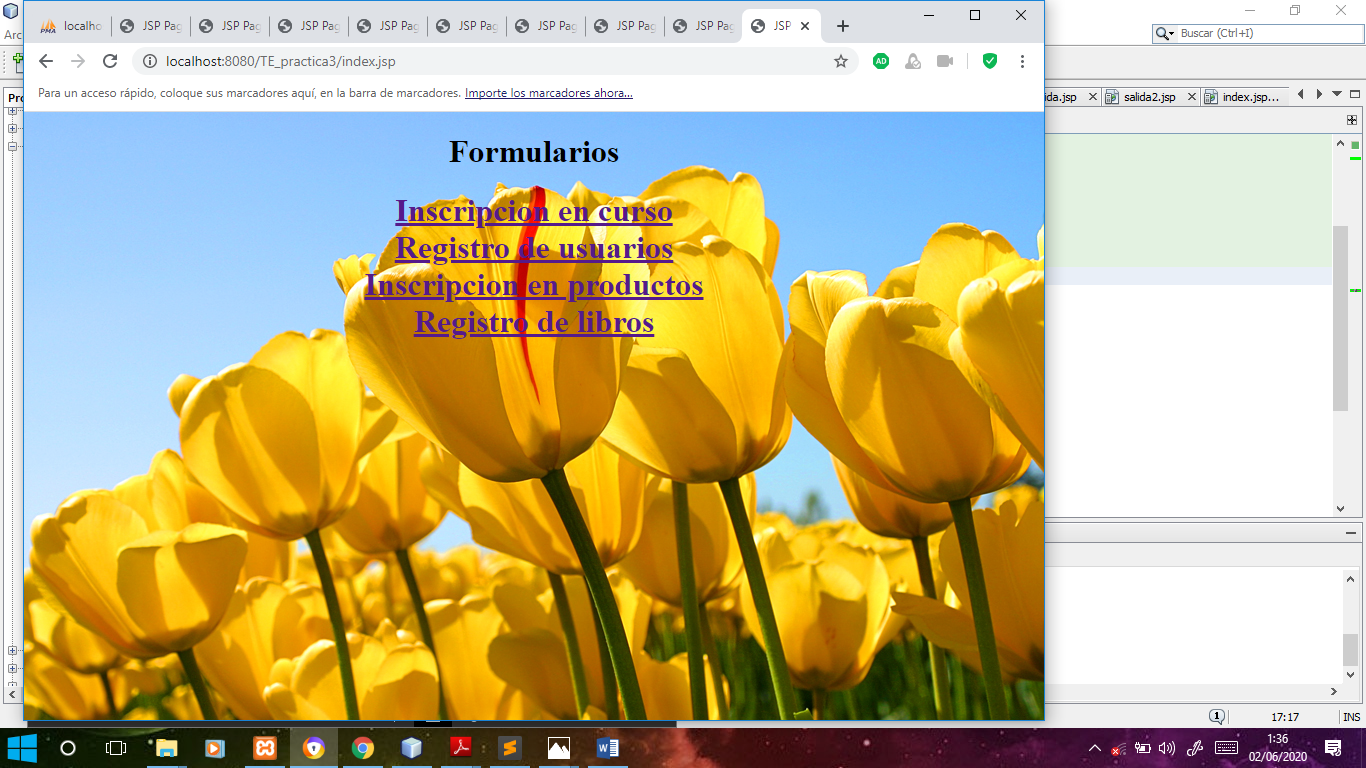 localho
JSP Pag
JSP Pag
JSP Pag
JSP Pag
JSP Pag
JSP Pag
JSP Pag
JSP Pag
JSP
localhost:8080/TE_practica3/index.jsp
Para un acceso rápido, coloque sus marcadores aquí, en la barra de marcadores. Importe los marcadores ahora...
Formularios
Inscripcion en curso
Registro de usuarios
Inscripcion en productos
Registro de libros
Buscar (Ctrl+I)
ida.jsp
salida2.jsp
index.jsp...
1
17:17
INS
1:36
02/06/2020